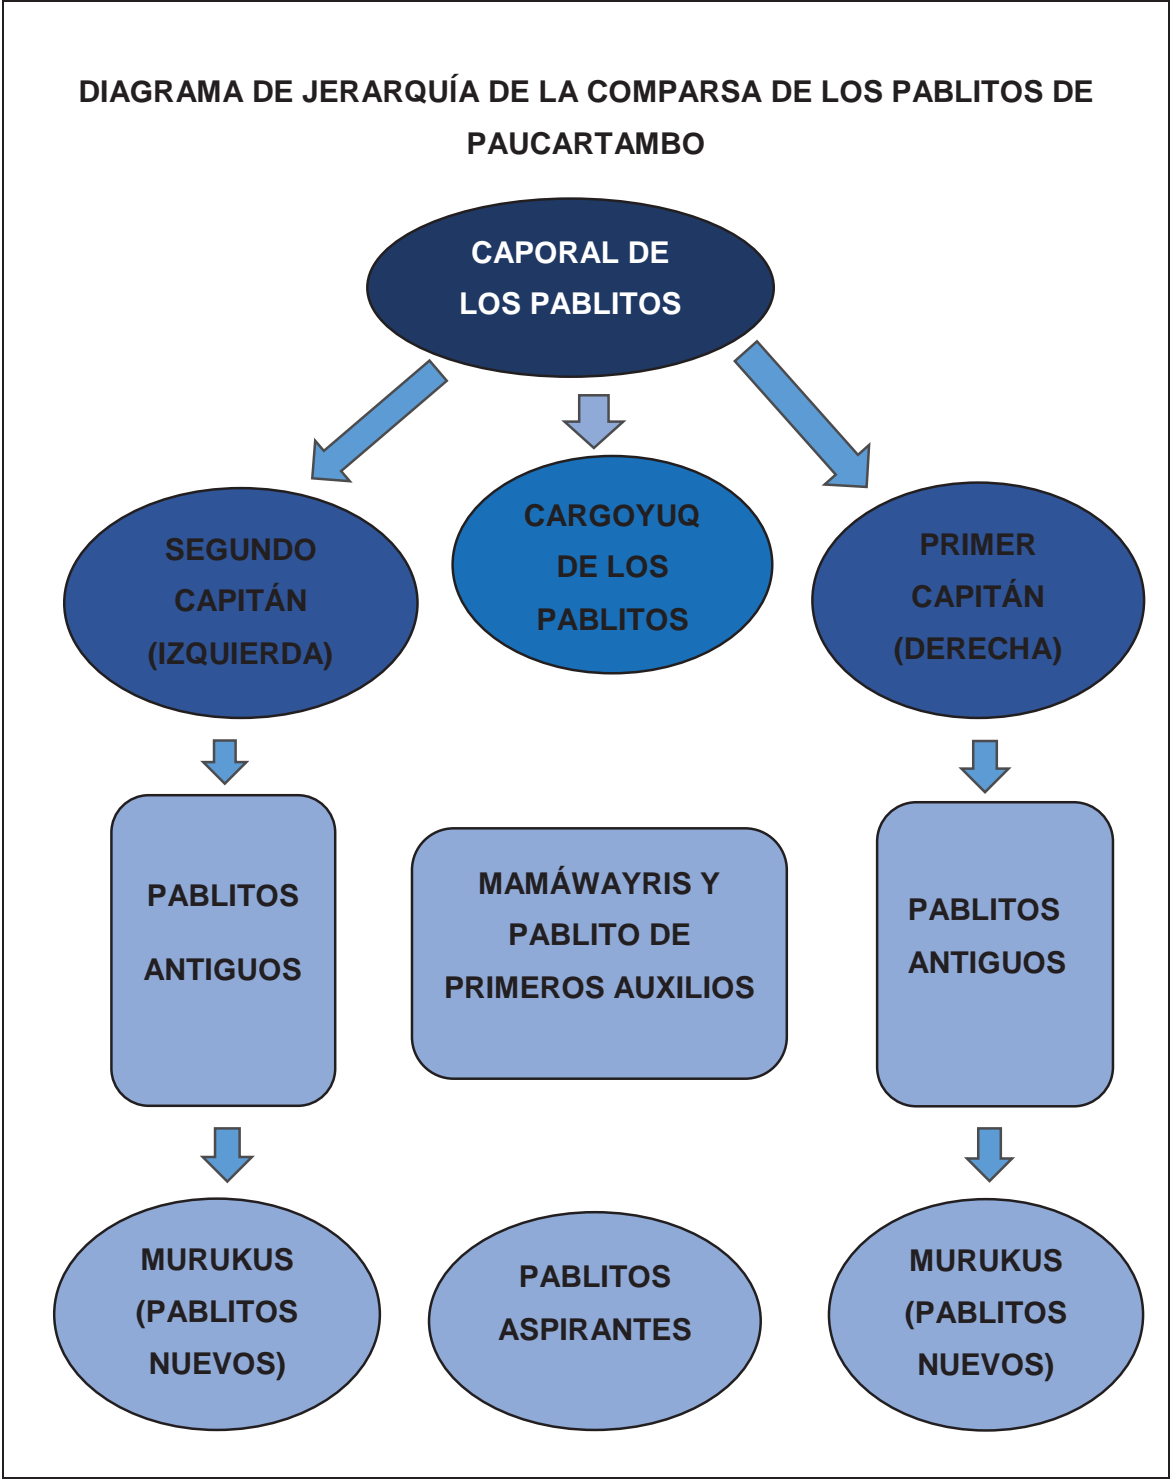 DIAGRAMA DE JERARQUÍA DE LA COMPARSA DE LOS PABLITOS DE
PAUCARTAMBO
CAPORAL DE
LOS PABLITOS
SEGUNDO
CAPITÁN
(IZQUIERDA)
CARGOYUQ
DE LOS
PABLITOS
PRIMER
CAPITÁN
(DERECHA)
PABLITOS
ANTIGUOS
MAMÁWAYRIS Y
PABLITO DE
PRIMEROS AUXILIOS
PABLITOS
ANTIGUOS
MURUKUS
(PABLITOS
NUEVOS)
PABLITOS
ASPIRANTES
MURUKUS
(PABLITOS
NUEVOS)